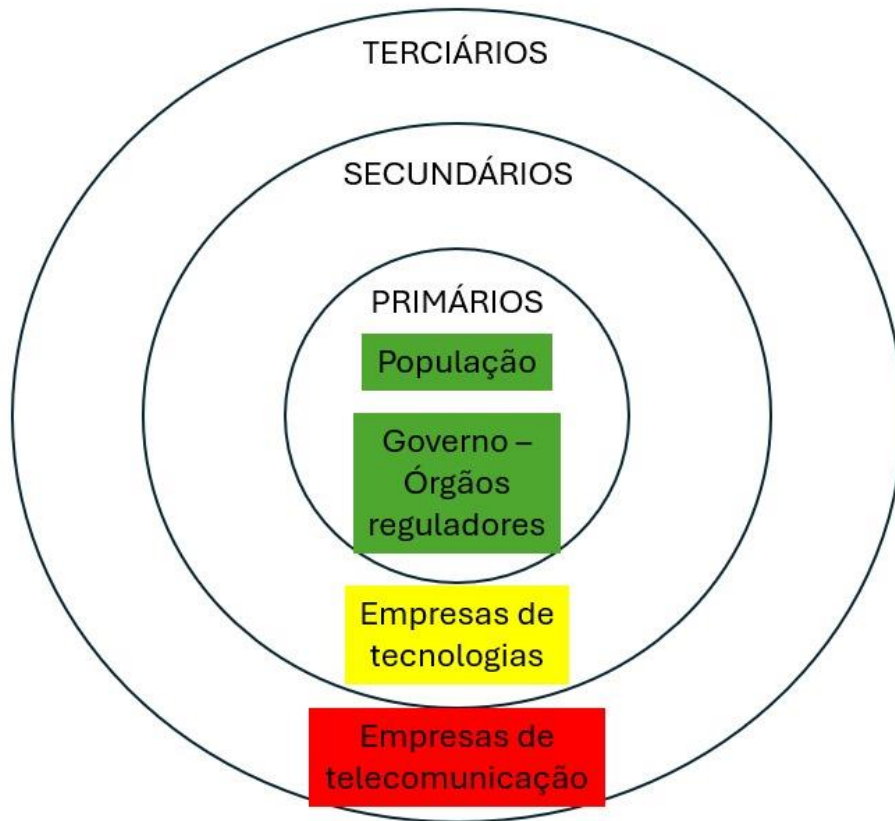 TERCIÁRIOS
SECUNDÁRIOS
PRIMÁRIOS
População
Governo –
Órgãos
reguladores
Empresas de
tecnologias
Empresas de
telecomunicação